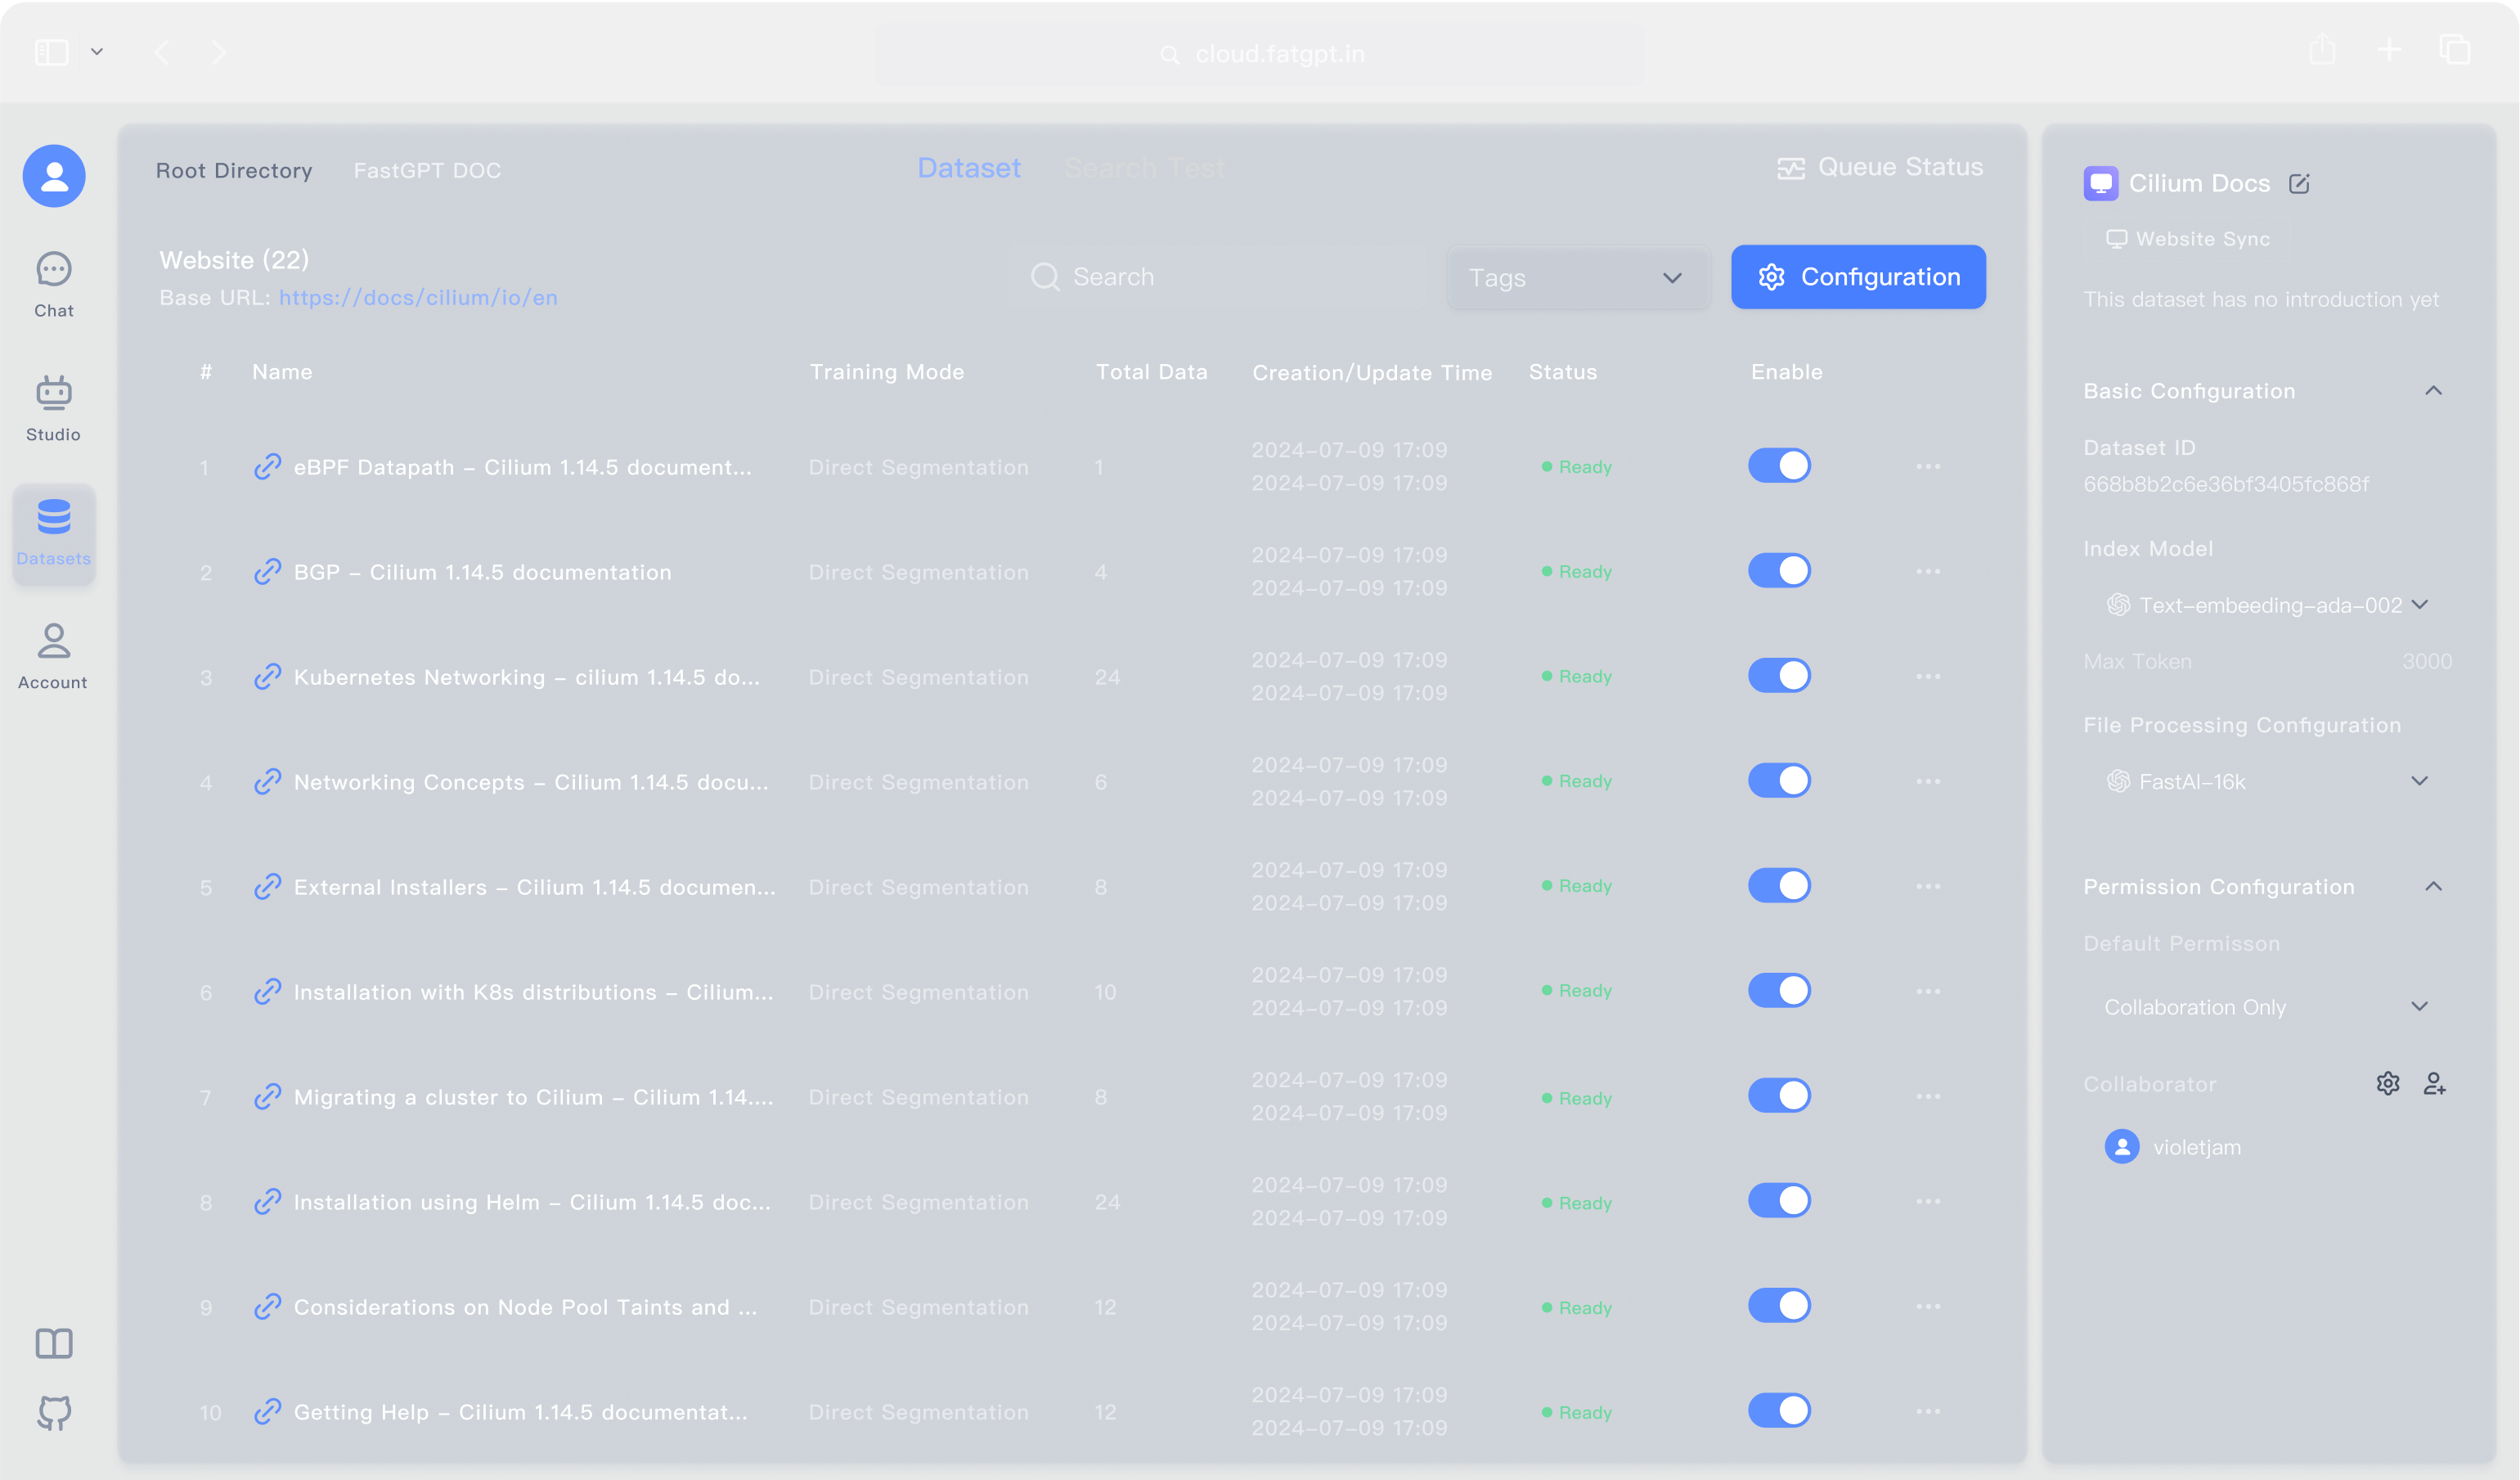 cloud.fatgpt.in
Chat
Studio
Datasets
Account
Root Directory FastGPT DOC
Dataset Search Test
Queue Status
Website (22)
Base URL: https://docs/cilium/io/en
Search
Tags
Configuration
# Name Training Mode Total Data Creation/Update Time Status Enable
1 eBPF Datapath – Cilium 1.14.5 document... Direct Segmentation 1 2024-07-09 17:09 Ready
2024-07-09 17:09
2 BGP – Cilium 1.14.5 documentation Direct Segmentation 4 2024-07-09 17:09 Ready
2024-07-09 17:09
3 Kubernetes Networking – cilium 1.14.5 do... Direct Segmentation 24 2024-07-09 17:09 Ready
2024-07-09 17:09
4 Networking Concepts – Cilium 1.14.5 docu... Direct Segmentation 6 2024-07-09 17:09 Ready
2024-07-09 17:09
5 External Installers – Cilium 1.14.5 documen... Direct Segmentation 8 2024-07-09 17:09 Ready
2024-07-09 17:09
6 Installation with K8s distributions – Cilium... Direct Segmentation 10 2024-07-09 17:09 Ready
2024-07-09 17:09
7 Migrating a cluster to Cilium – Cilium 1.14.... Direct Segmentation 8 2024-07-09 17:09 Ready
2024-07-09 17:09
8 Installation using Helm – Cilium 1.14.5 doc... Direct Segmentation 24 2024-07-09 17:09 Ready
2024-07-09 17:09
9 Considerations on Node Pool Taints and ... Direct Segmentation 12 2024-07-09 17:09 Ready
2024-07-09 17:09
10 Getting Help – Cilium 1.14.5 documentat... Direct Segmentation 12 2024-07-09 17:09 Ready
2024-07-09 17:09
Cilium Docs
Website Sync
This dataset has no introduction yet
Basic Configuration
Dataset ID
668b8b2c6e36bf3405fc868f
Index Model
Text-embeeding-ada-002
Max Token 3000
File Processing Configuration
FastAI-16k
Permission Configuration
Default Permisson
Collaboration Only
Collaborator
violetjam